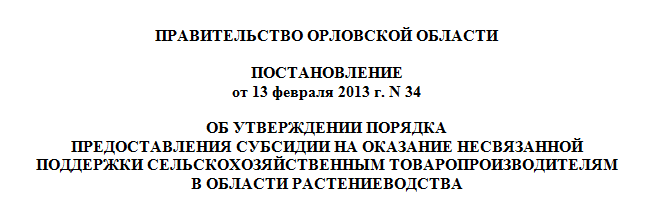 ПРАВИТЕЛЬСТВО ОРЛОВСКОЙ ОБЛАСТИ
ПОСТАНОВЛЕНИЕ
от 13 февраля 2013 г. N 34
ОБ УТВЕРЖДЕНИИ ПОРЯДКА
ПРЕДОСТАВЛЕНИЯ СУБСИДИИ НА ОКАЗАНИЕ НЕСВЯЗАННОЙ
ПОДДЕРЖКИ СЕЛЬСКОХОЗЯЙСТВЕННЫМ ТОВАРОПРОИЗВОДИТЕЛЯМ
В ОБЛАСТИ РАСТЕНИЕВОДСТВА